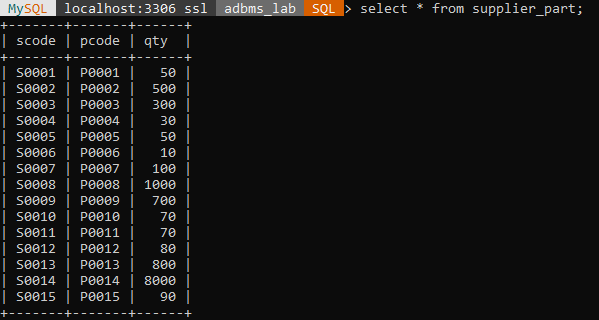 MySQL localhost:3306 ssl adbms_lab SQL > select * from supplier_part;
+-------+-------+------+
| scode | pcode | qty  |
+-------+-------+------+
| S0001 | P0001 |   50 |
| S0002 | P0002 |  500 |
| S0003 | P0003 |  300 |
| S0004 | P0004 |   30 |
| S0005 | P0005 |   50 |
| S0006 | P0006 |   10 |
| S0007 | P0007 |  100 |
| S0008 | P0008 | 1000 |
| S0009 | P0009 |  700 |
| S0010 | P0010 |   70 |
| S0011 | P0011 |   70 |
| S0012 | P0012 |   80 |
| S0013 | P0013 |  800 |
| S0014 | P0014 | 8000 |
| S0015 | P0015 |   90 |
+-------+-------+------+